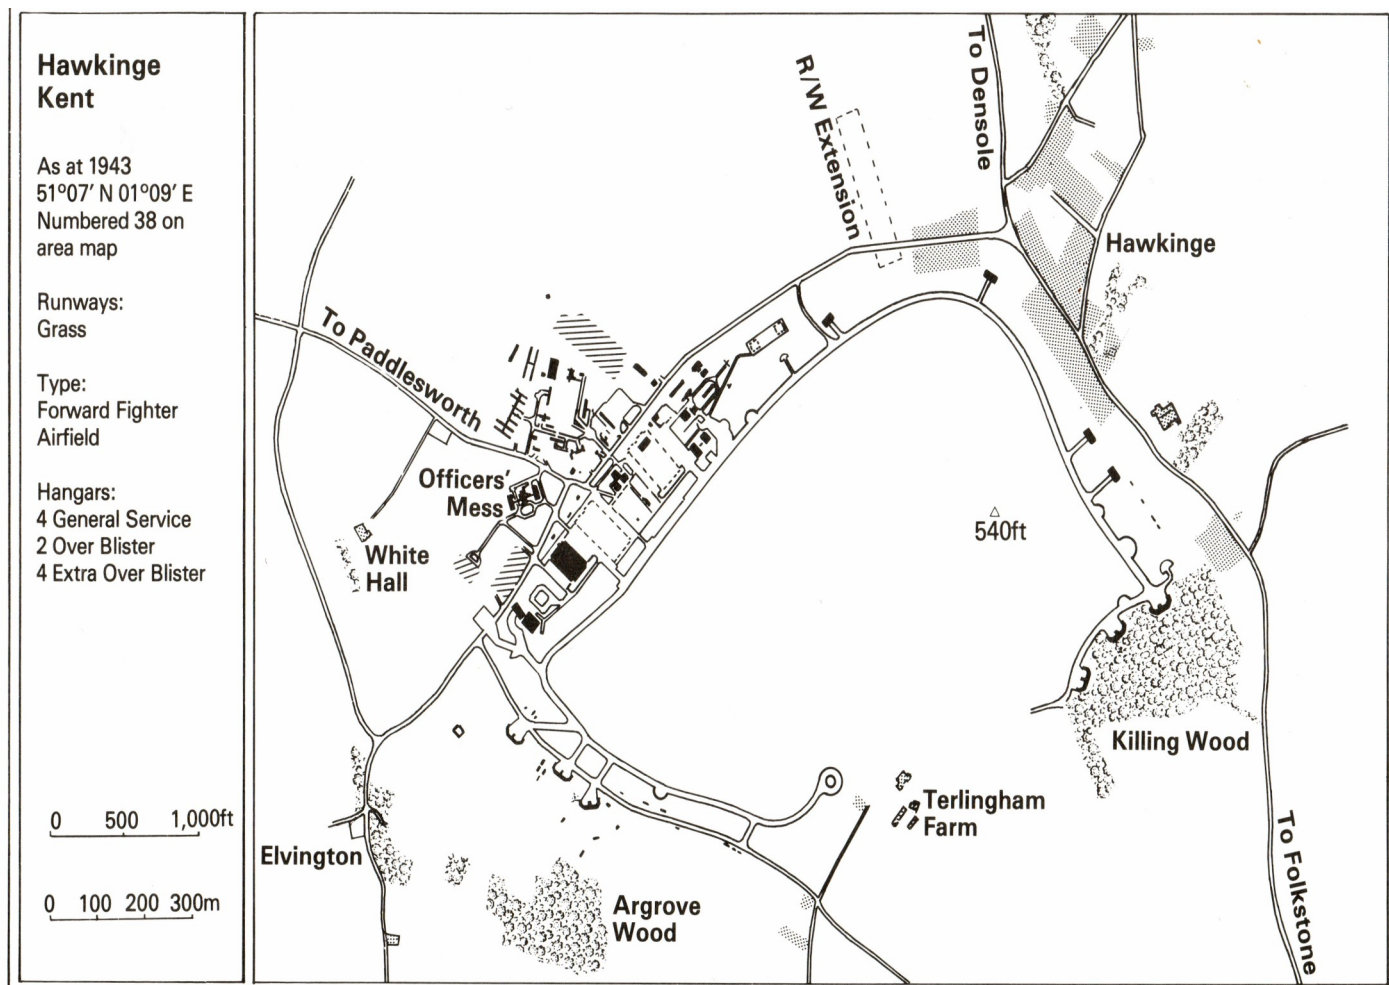 Hawkinge
Kent
As at 1943
51°07′ N 01°09′ E
Numbered 38 on
area map
Runways:
Grass
Type:
Forward Fighter
Airfield
Hangars:
4 General Service
2 Over Blister
4 Extra Over Blister
0 500 1,000ft
0 100 200 300m
To Densole
R/W Extension
Hawkinge
To Paddlesworth
Officers'
Mess
White
Hall
540ft
Killing Wood
Terlingham
Farm
Elvington
Argrove
Wood
To Folkstone